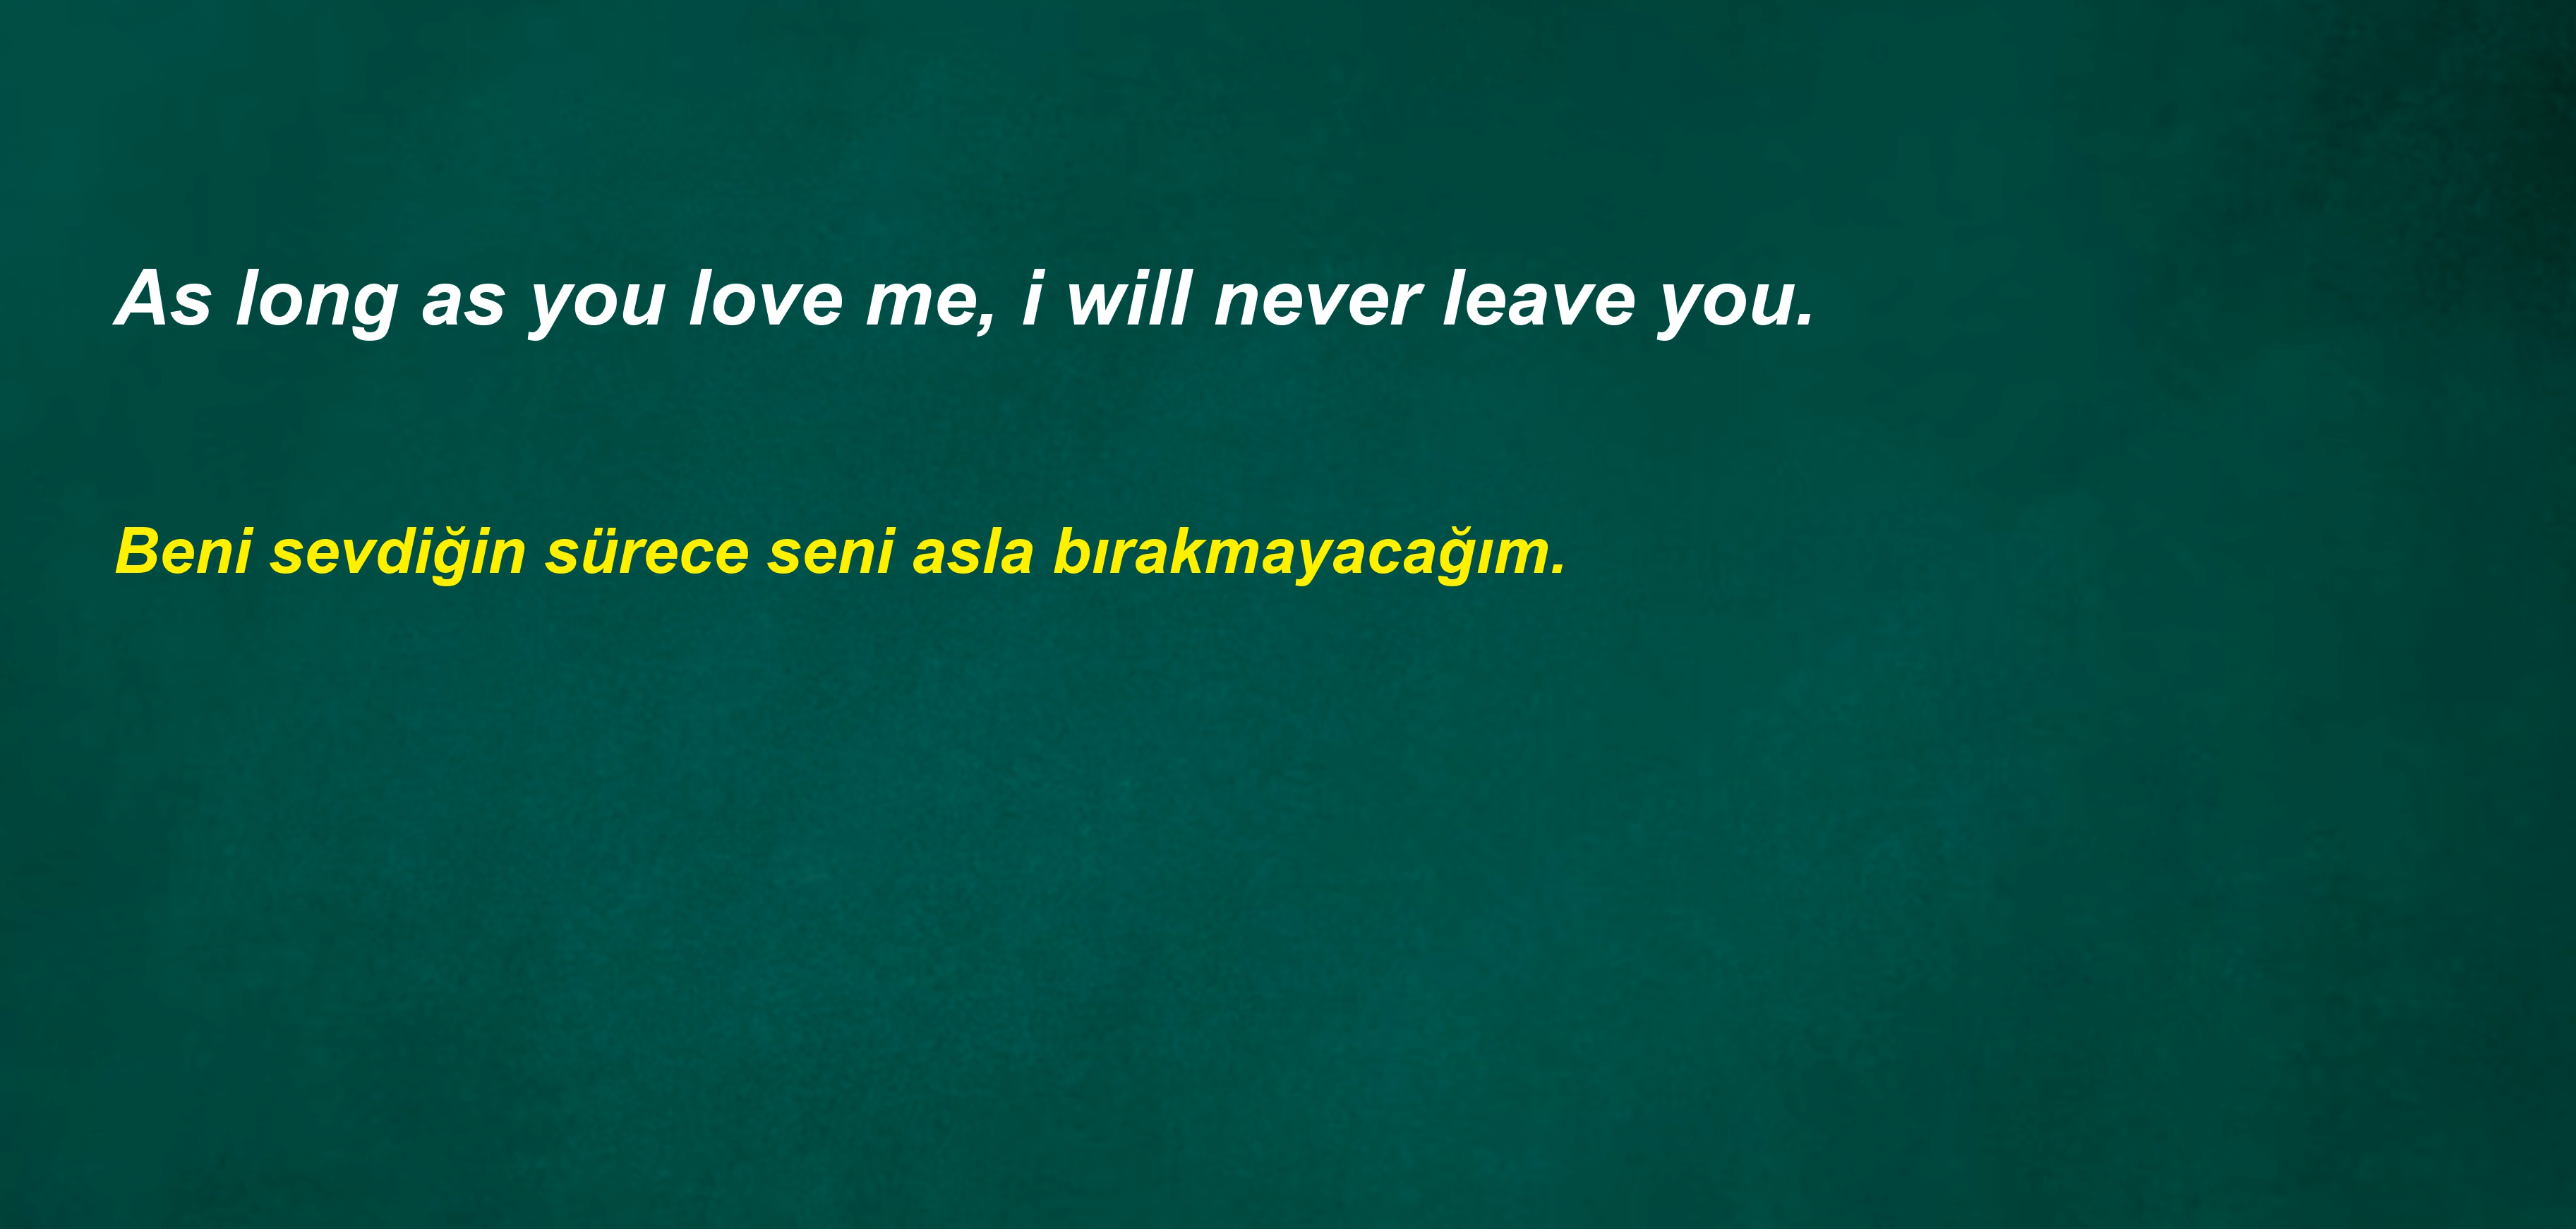 As long as you love me, i will never leave you.
Beni sevdiğin sürece seni asla bırakmayacağım.